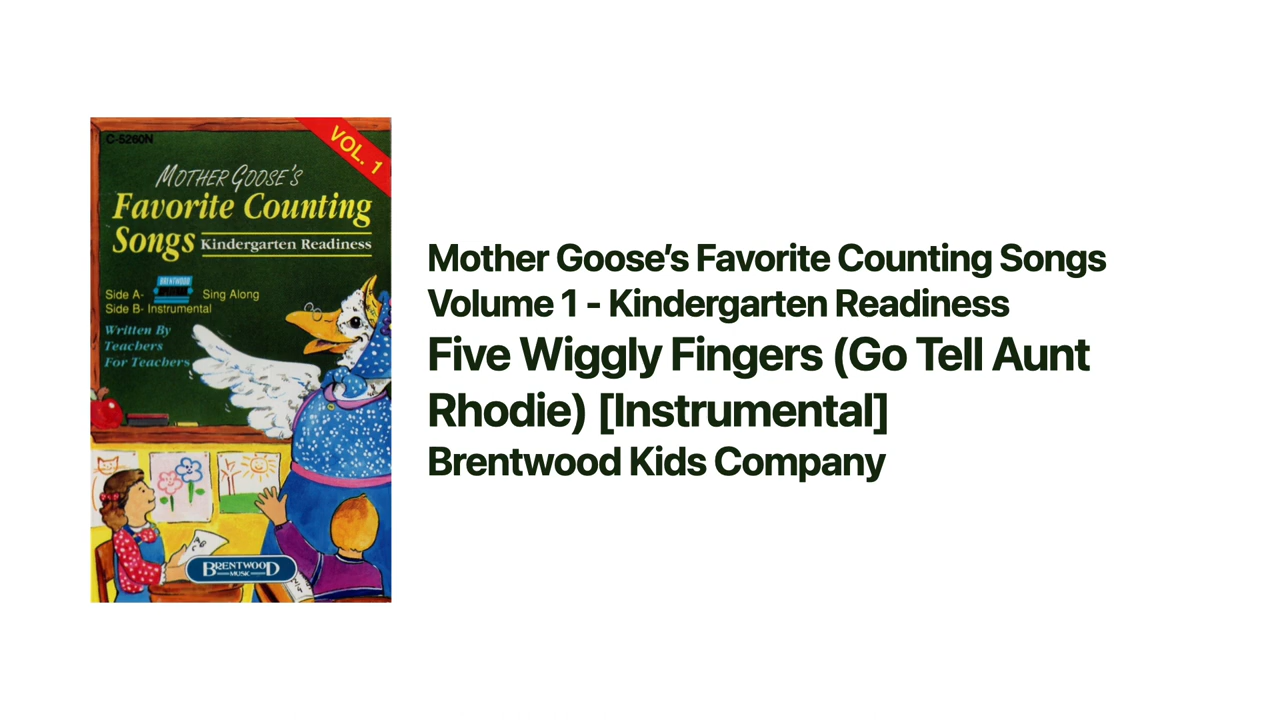 C-5260N
VOL. 1
MOTHER GOOSE'S
Favorite Counting
Songs Kindergarten Readiness
BRENTWOOD
Side A- Sing Along
Side B- Instrumental
Written By
Teachers
For Teachers
BRENTWOOD
MUSIC
Mother Goose’s Favorite Counting Songs
Volume 1 - Kindergarten Readiness
Five Wiggly Fingers (Go Tell Aunt
Rhodie) [Instrumental]
Brentwood Kids Company